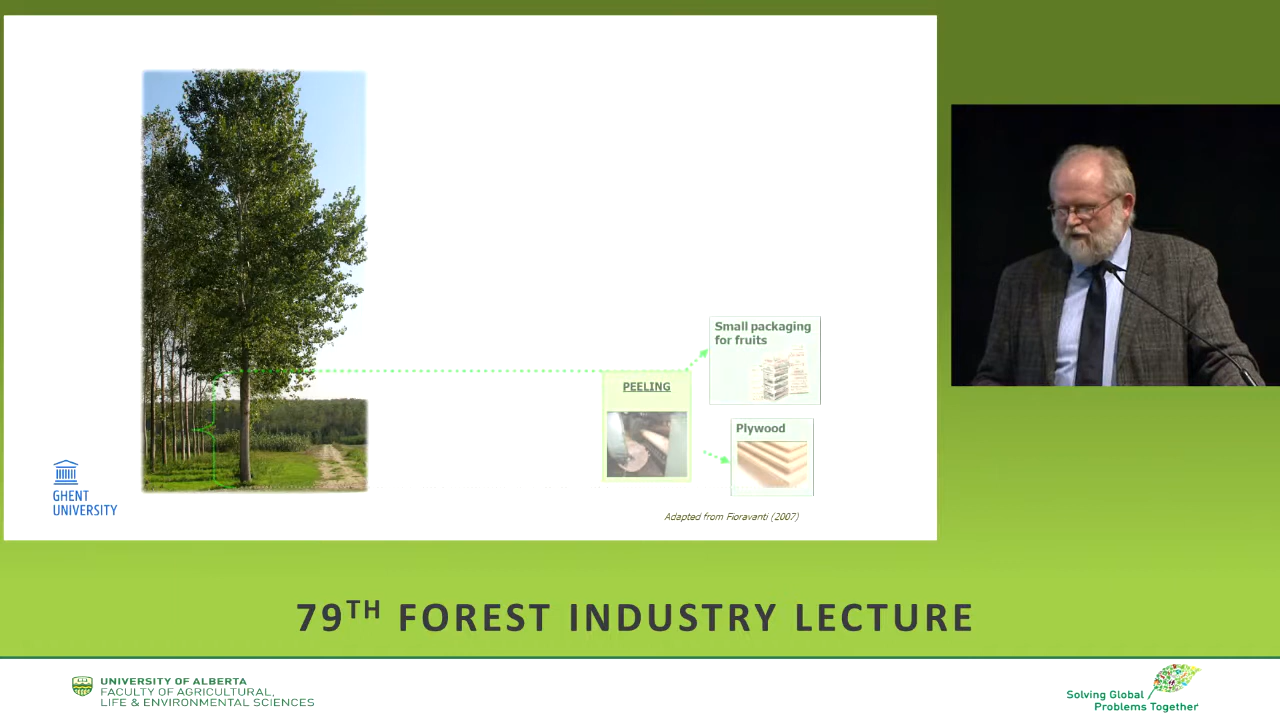 Small packaging
for fruits
PEELING
Plywood
GHENT
UNIVERSITY
Adapted from Fioravanti (2007)
79TH FOREST INDUSTRY LECTURE
UNIVERSITY OF ALBERTA
FACULTY OF AGRICULTURAL,
LIFE & ENVIRONMENTAL SCIENCES
Solving Global
Problems Together